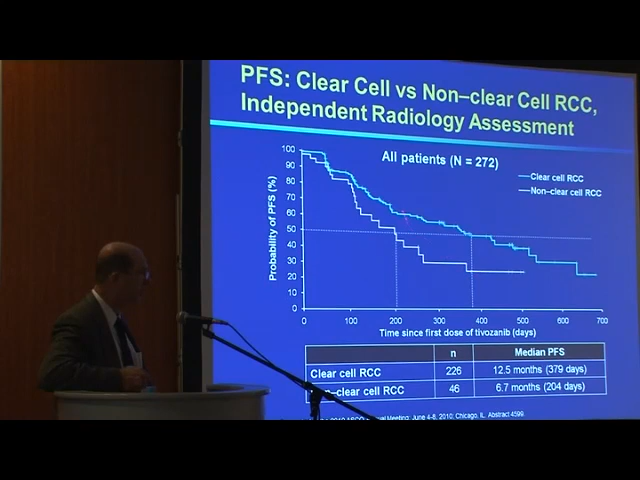 PFS: Clear Cell vs Non–clear Cell RCC,
Independent Radiology Assessment
All patients (N = 272)
Clear cell RCC
Non–clear cell RCC
Probability of PFS (%)
100
90
80
70
60
50
40
30
20
10
0
0 100 200 300 400 500 600 700
Time since first dose of tivozanib (days)
n Median PFS
Clear cell RCC 226 12.5 months (379 days)
–clear cell RCC 46 6.7 months (204 days)
Meeting; June 4-8, 2010; Chicago, IL. Abstract 4599.